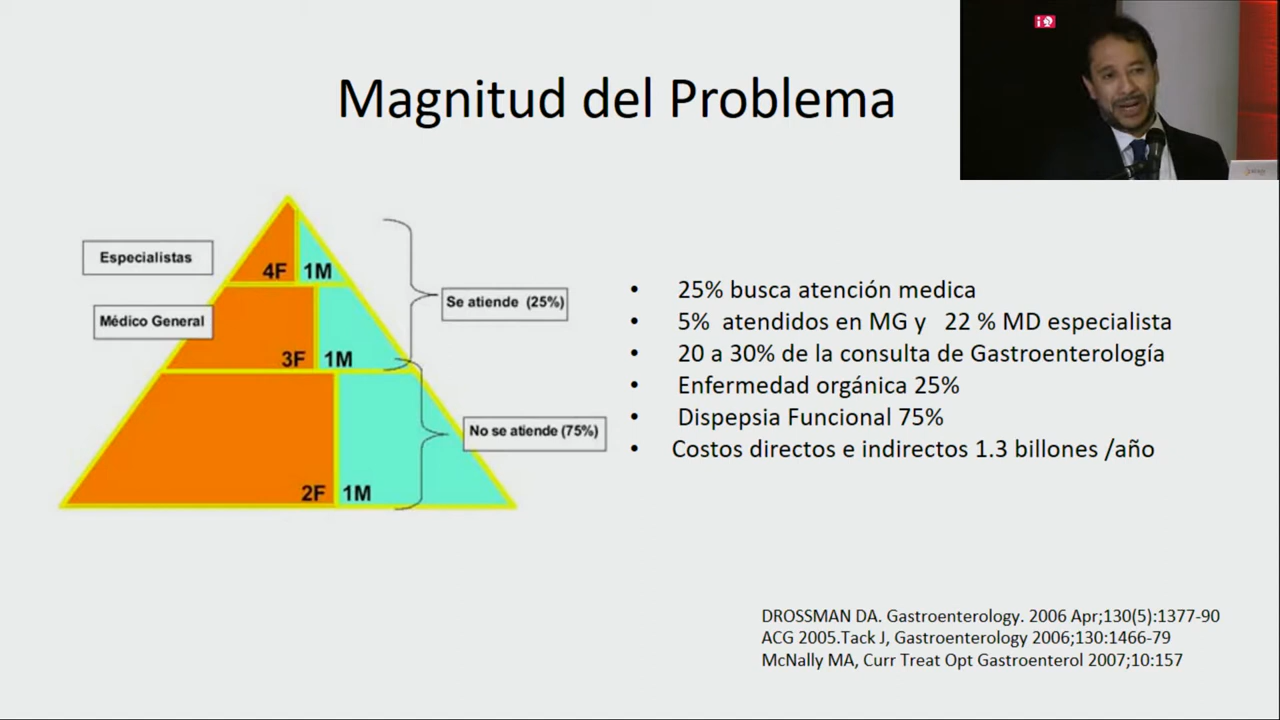 Magnitud del Problema
Especialistas
4F
1M
Médico General
3F
1M
2F
1M
Se atiende (25%)
No se atiende (75%)
• 25% busca atención medica
• 5% atendidos en MG y 22 % MD especialista
• 20 a 30% de la consulta de Gastroenterología
• Enfermedad orgánica 25%
• Dispepsia Funcional 75%
• Costos directos e indirectos 1.3 billones /año
DROSSMAN DA. Gastroenterology. 2006 Apr;130(5):1377-90
ACG 2005.Tack J, Gastroenterology 2006;130:1466-79
McNally MA, Curr Treat Opt Gastroenterol 2007;10:157